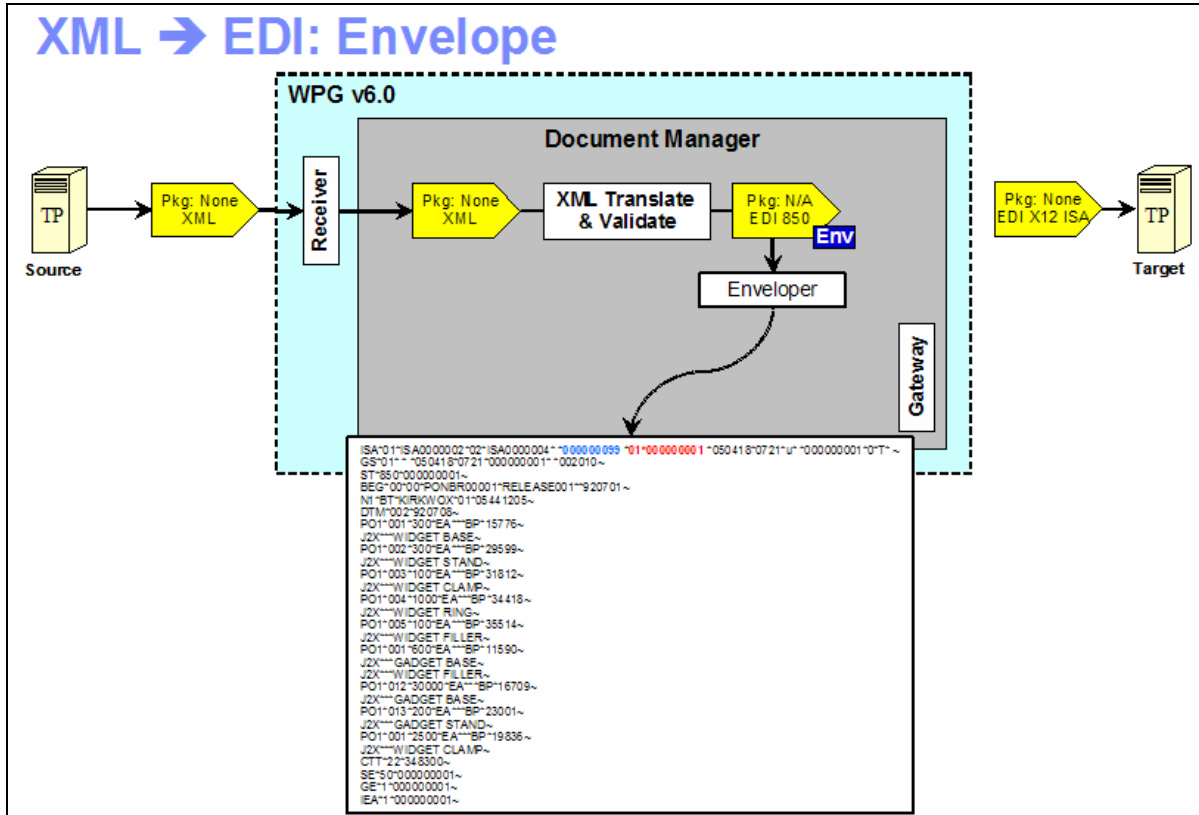 XML ➔ EDI: Envelope
WPG v6.0
Document Manager
TP
Source
Pkg: None
XML
Receiver
Pkg: None
XML
XML Translate
& Validate
Pkg: N/A
EDI 850
Env
Enveloper
Gateway
Pkg: None
EDI X12 ISA
TP
Target
ISA*01*ISA0000002*02*ISA0000004* *000000099 *01*000000001 *050418*0721*u* *000000001*0*T* ~
GS*01* * *050418*0721*000000001* *002010~
ST*850*000000001~
BEG*00*00*PONBR00001*RELEASE001**920701~
N1*BT*KIRKWOX*01*05441205~
DTM*002*920708~
PO1*001*300*EA***BP*15776~
J2X***WIDGET BASE~
PO1*002*300*EA***BP*29599~
J2X***WIDGET STAND~
PO1*003*100*EA***BP*31812~
J2X***WIDGET CLAMP~
PO1*004*1000*EA***BP*34418~
J2X***WIDGET RING~
PO1*005*100*EA***BP*35514~
J2X***WIDGET FILLER~
PO1*001*600*EA***BP*11590~
J2X***GADGET BASE~
J2X***WIDGET FILLER~
PO1*012*30000*EA***BP*16709~
J2X***GADGET BASE~
PO1*013*200*EA***BP*23001~
J2X***GADGET STAND~
PO1*001*2500*EA***BP*19836~
J2X***WIDGET CLAMP~
CTT*22*348300~
SE*50*000000001~
GE*1*000000001~
IEA*1*000000001~